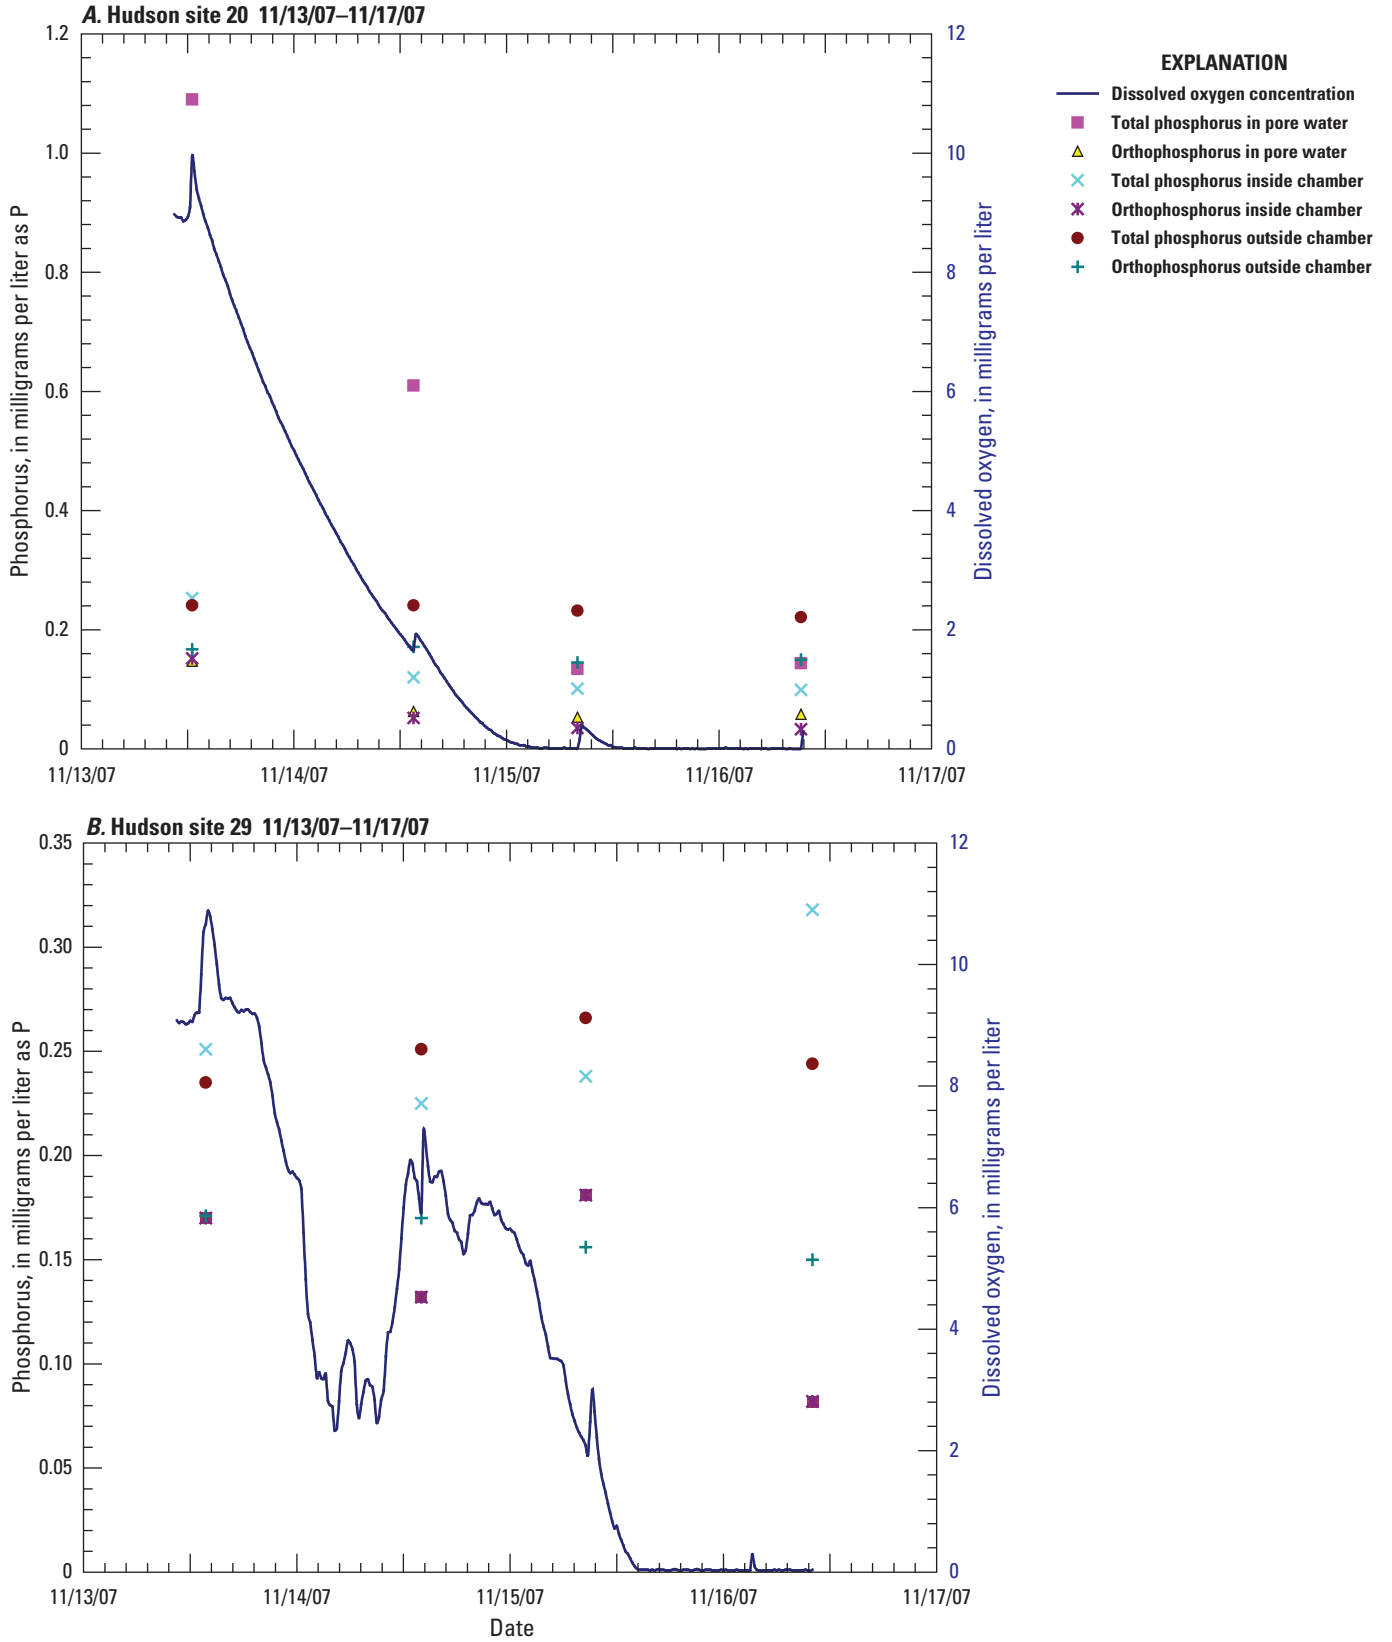 A. Hudson site 20 11/13/07–11/17/07
1.2
1.0
0.8
0.6
0.4
0.2
0
Phosphorus, in milligrams per liter as P
12
10
8
6
4
2
0
Dissolved oxygen, in milligrams per liter
11/13/07
11/14/07
11/15/07
11/16/07
11/17/07
EXPLANATION
Dissolved oxygen concentration
Total phosphorus in pore water
Orthophosphorus in pore water
Total phosphorus inside chamber
Orthophosphorus inside chamber
Total phosphorus outside chamber
Orthophosphorus outside chamber
B. Hudson site 29 11/13/07–11/17/07
0.35
0.30
0.25
0.20
0.15
0.10
0.05
0
Phosphorus, in milligrams per liter as P
12
10
8
6
4
2
0
Dissolved oxygen, in milligrams per liter
11/13/07
11/14/07
11/15/07
11/16/07
11/17/07
Date